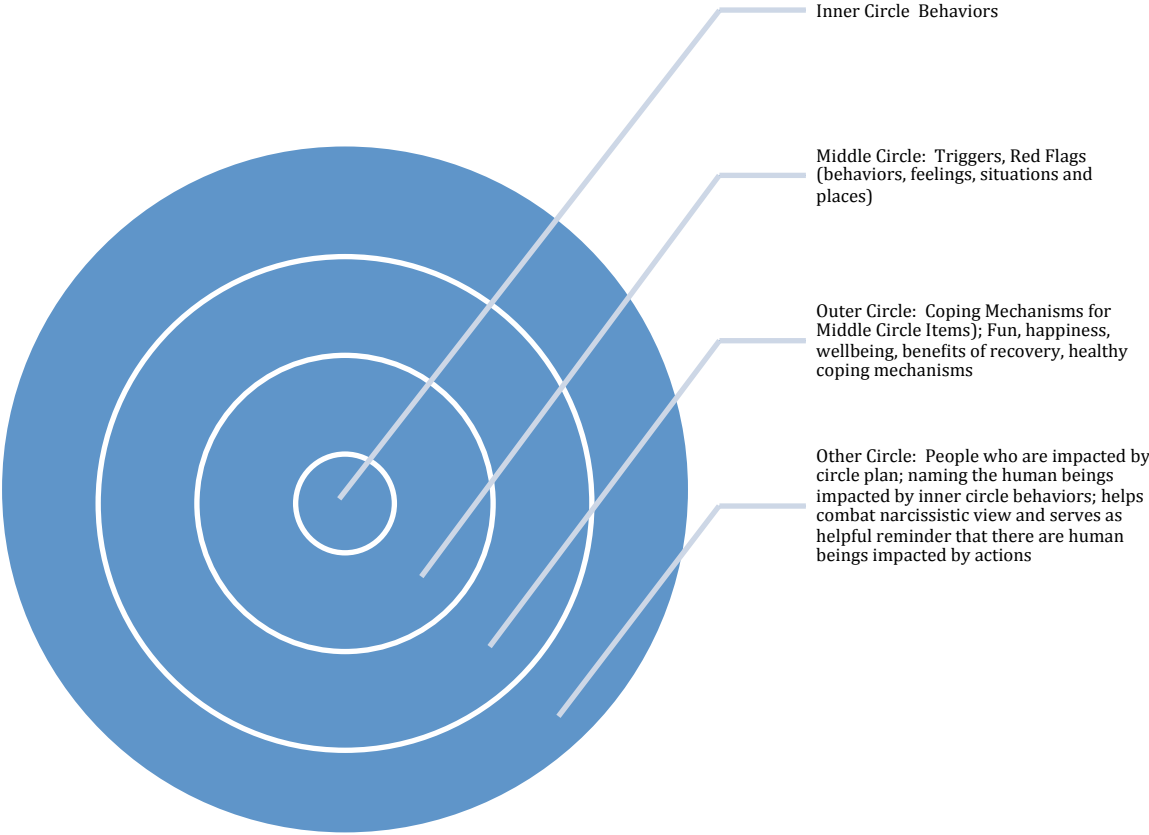 Inner Circle  Behaviors
Middle Circle:  Triggers, Red Flags
(behaviors, feelings, situations and
places)
Outer Circle:  Coping Mechanisms for
Middle Circle Items); Fun, happiness,
wellbeing, benefits of recovery, healthy
coping mechanisms
Other Circle:  People who are impacted by
circle plan; naming the human beings
impacted by inner circle behaviors; helps
combat narcissistic view and serves as
helpful reminder that there are human
beings impacted by actions